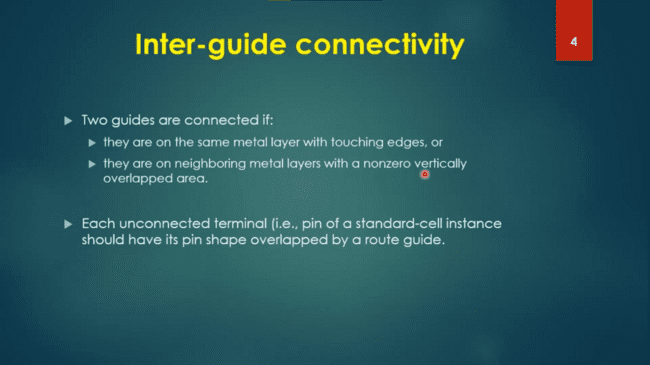 4
Inter-guide connectivity
Two guides are connected if:
they are on the same metal layer with touching edges, or
they are on neighboring metal layers with a nonzero vertically
overlapped area.
Each unconnected terminal (i.e., pin of a standard-cell instance
should have its pin shape overlapped by a route guide.